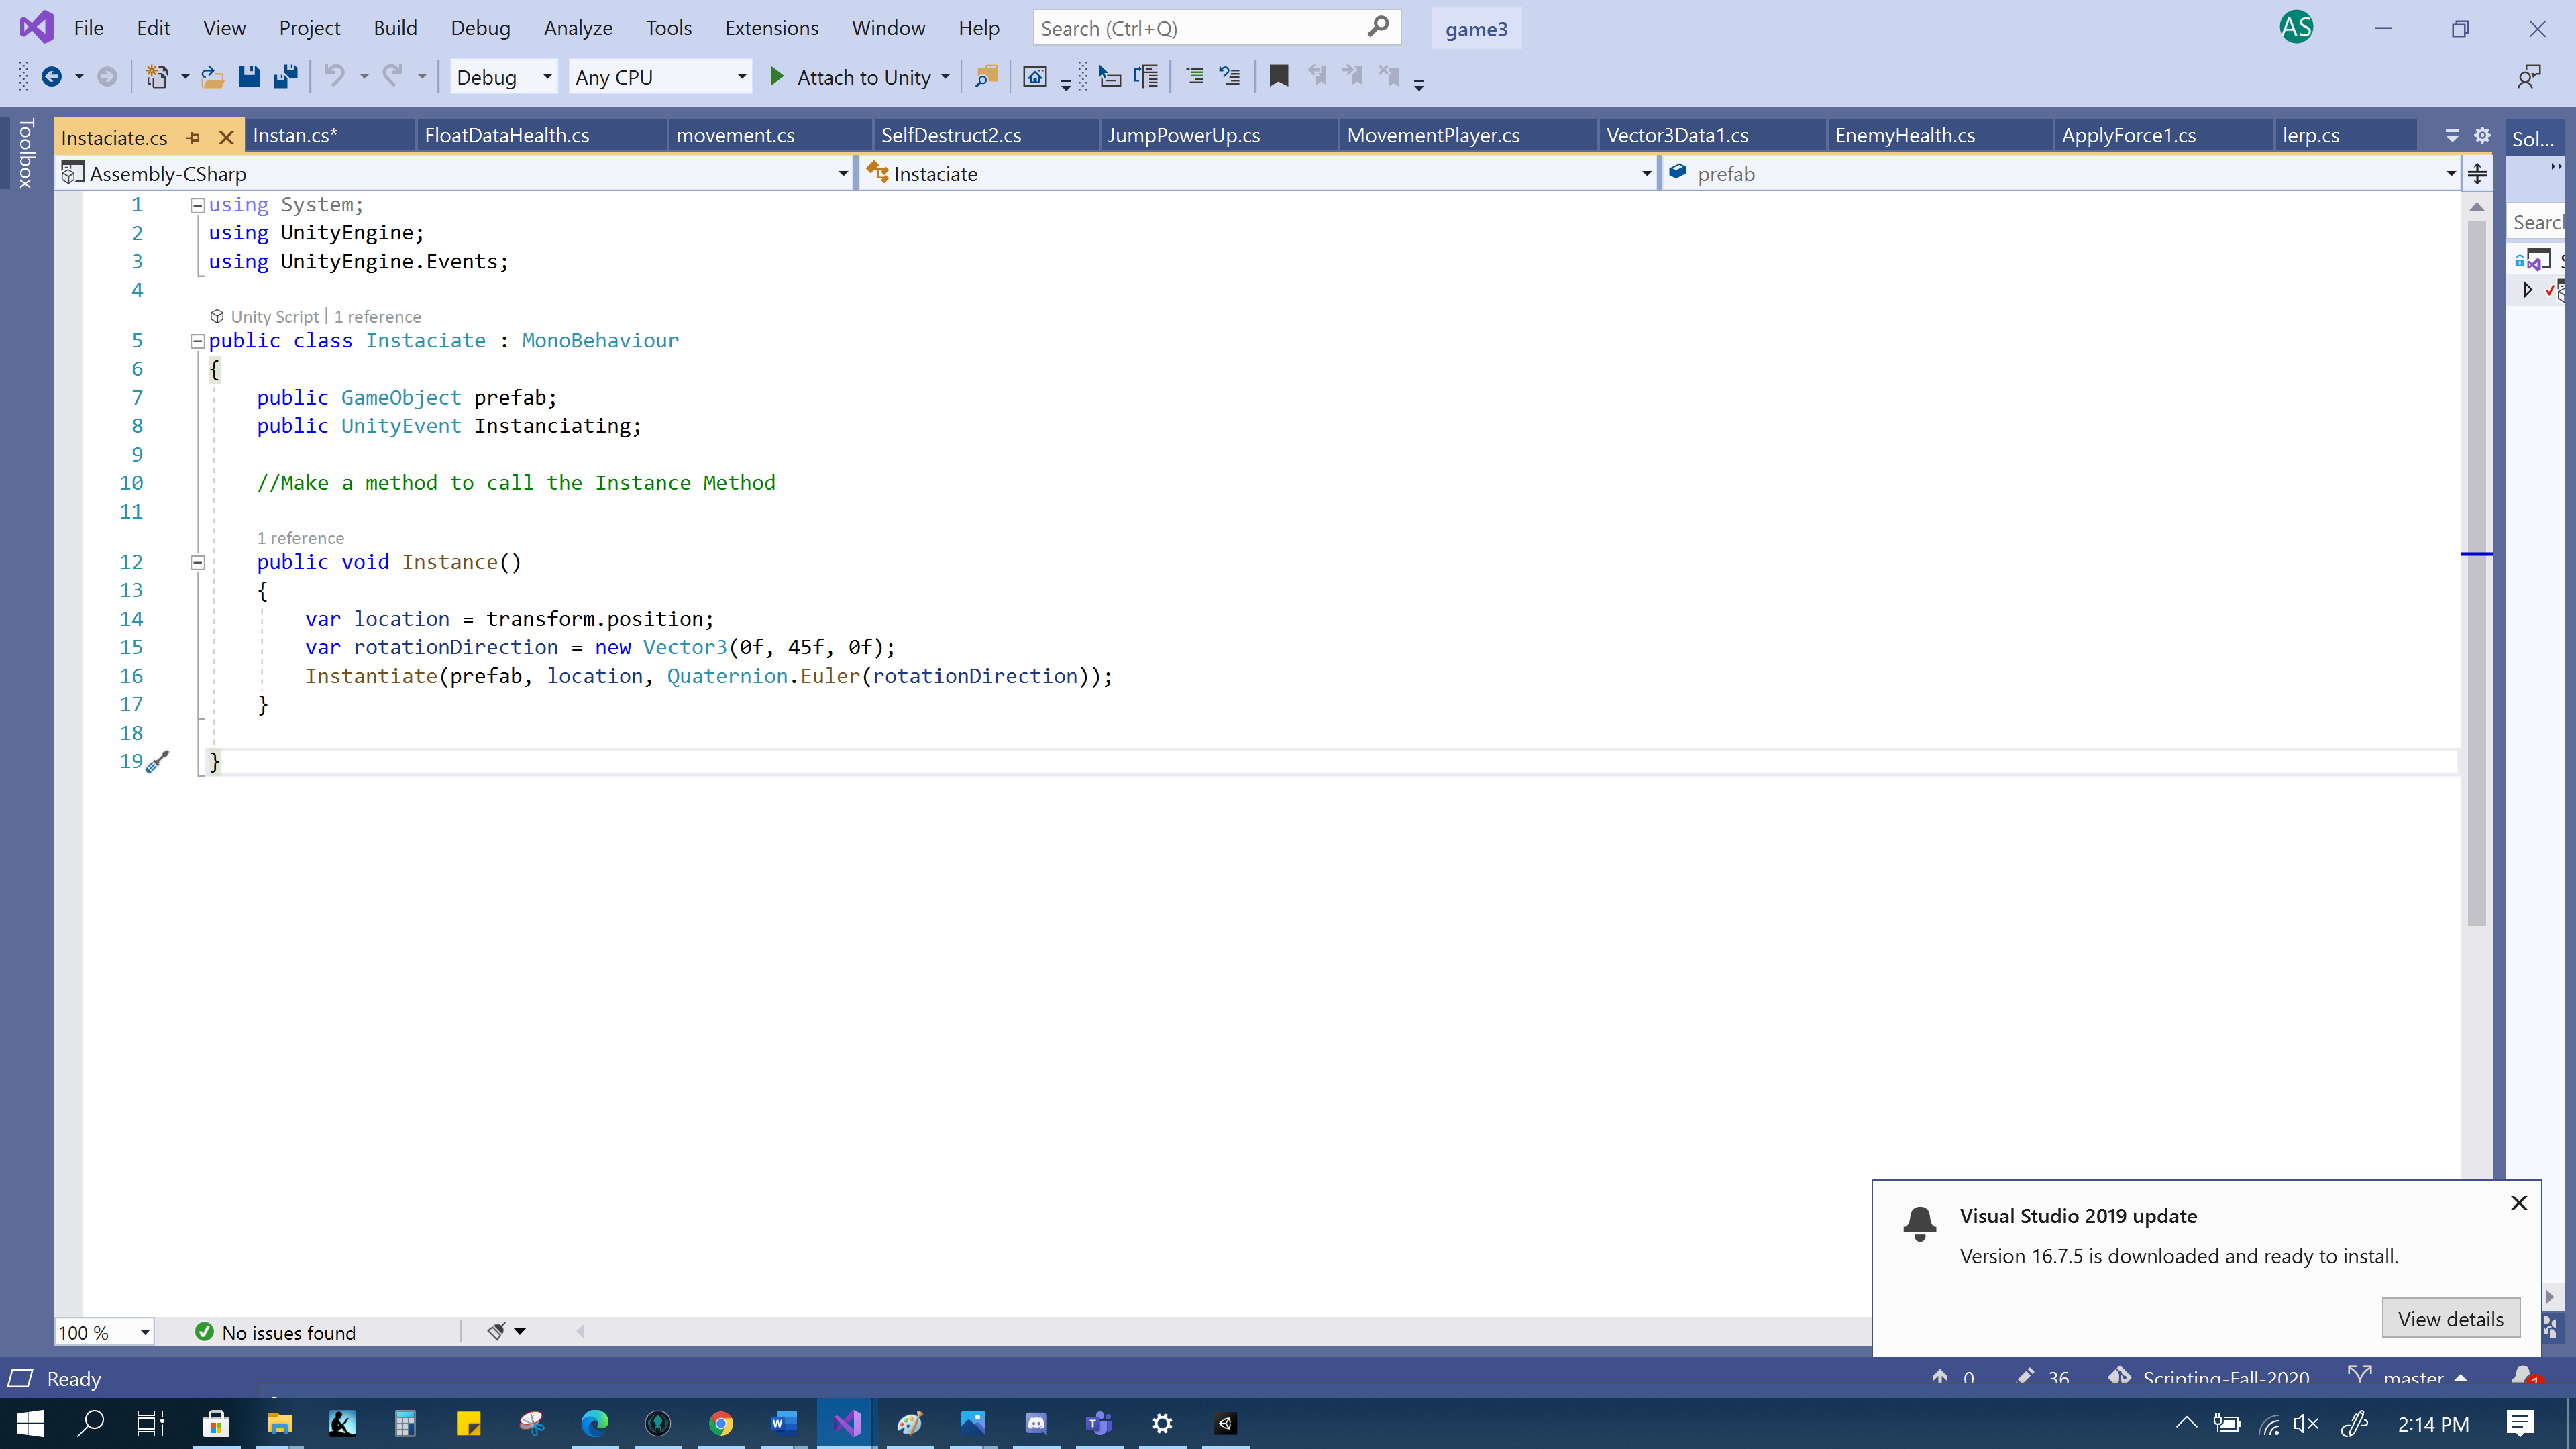 File Edit View Project Build Debug Analyze Tools Extensions Window Help Search (Ctrl+Q) game3 AS
Debug Any CPU Attach to Unity
Toolbox
Instaciate.cs Instan.cs* FloatDataHealth.cs movement.cs SelfDestruct2.cs JumpPowerUp.cs MovementPlayer.cs Vector3Data1.cs EnemyHealth.cs ApplyForce1.cs lerp.cs Sol...
Assembly-CSharp Instaciate prefab
1 using System;
2 using UnityEngine;
3 using UnityEngine.Events;
4
Unity Script | 1 reference
5 public class Instaciate : MonoBehaviour
6 {
7 public GameObject prefab;
8 public UnityEvent Instanciating;
9
10 //Make a method to call the Instance Method
11
1 reference
12 public void Instance()
13 {
14 var location = transform.position;
15 var rotationDirection = new Vector3(0f, 45f, 0f);
16 Instantiate(prefab, location, Quaternion.Euler(rotationDirection));
17 }
18
19 }
Visual Studio 2019 update
Version 16.7.5 is downloaded and ready to install.
View details
100 % No issues found
Ready 0 36 Scripting-Fall-2020 master 1
2:14 PM